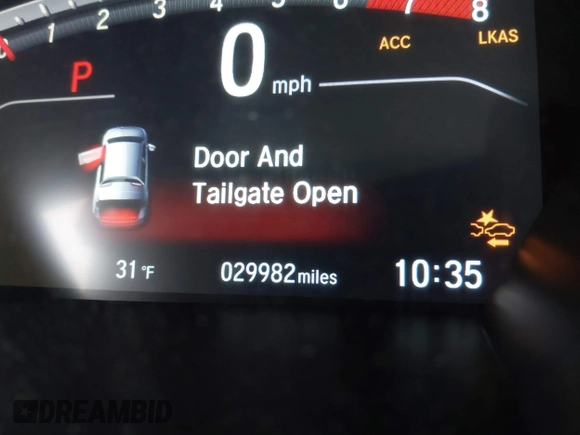 1 2 3 4 5 6 7 8
ACC LKAS
P 0 mph
Door And
Tailgate Open
31 °F 029982 miles 10:35
DREAMBID